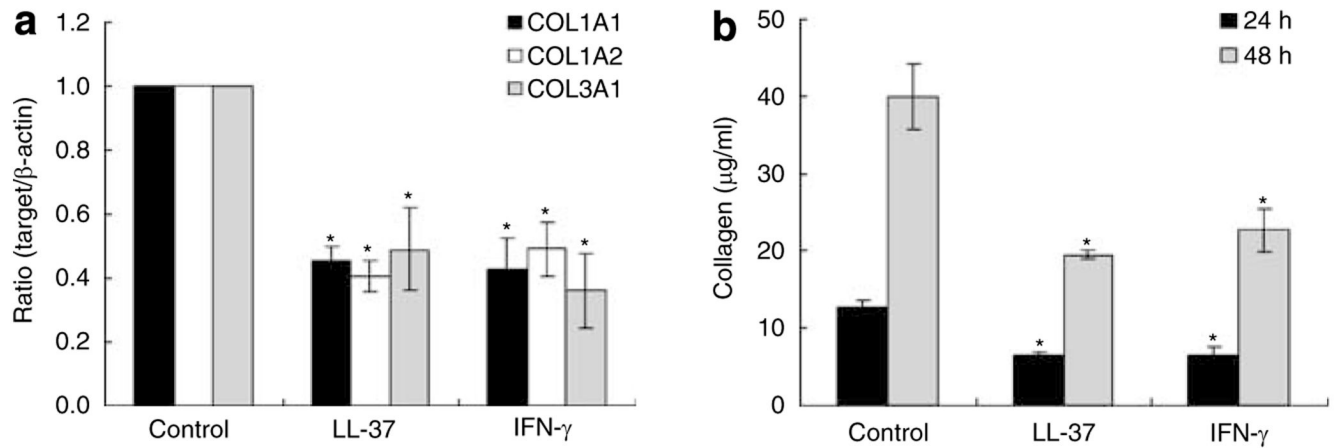 a
Ratio (target/β-actin)
1.2
1.0
0.8
0.6
0.4
0.2
0.0
COL1A1
COL1A2
COL3A1
*
*
*
*
*
*
Control
LL-37
IFN-γ
b
Collagen (μg/ml)
50
40
30
20
10
0
24 h
48 h
*
*
*
*
Control
LL-37
IFN-γ